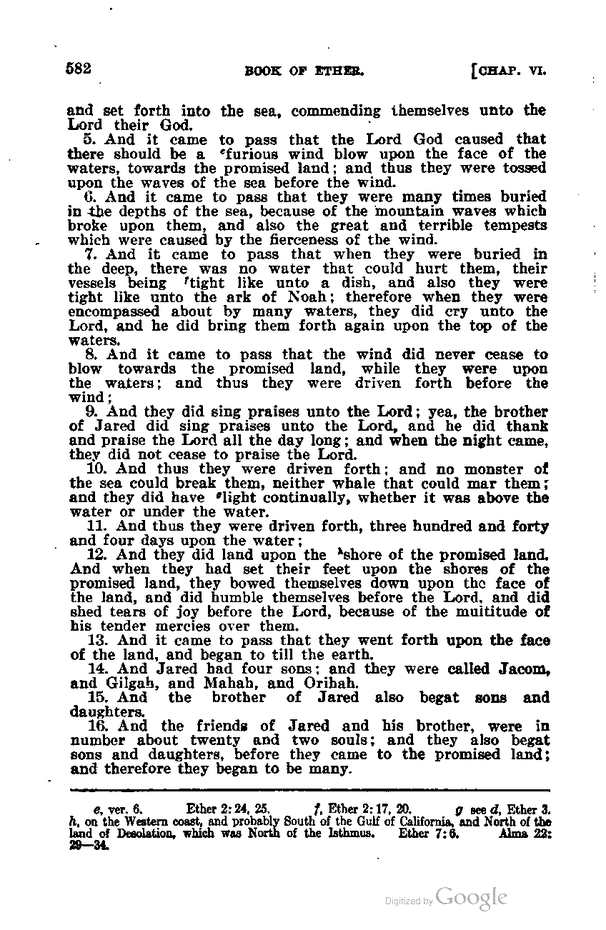 582 BOOK OF ETHER. [CHAP. VI.
and set forth into the sea, commending themselves unto the
Lord their God.
5. And it came to pass that the Lord God caused that
there should be a ᵉfurious wind blow upon the face of the
waters, towards the promised land; and thus they were tossed
upon the waves of the sea before the wind.
6. And it came to pass that they were many times buried
in the depths of the sea, because of the mountain waves which
broke upon them, and also the great and terrible tempests
which were caused by the fierceness of the wind.
7. And it came to pass that when they were buried in
the deep, there was no water that could hurt them, their
vessels being ᶠtight like unto a dish, and also they were
tight like unto the ark of Noah; therefore when they were
encompassed about by many waters, they did cry unto the
Lord, and he did bring them forth again upon the top of the
waters.
8. And it came to pass that the wind did never cease to
blow towards the promised land, while they were upon
the waters; and thus they were driven forth before the
wind;
9. And they did sing praises unto the Lord; yea, the brother
of Jared did sing praises unto the Lord, and he did thank
and praise the Lord all the day long; and when the night came,
they did not cease to praise the Lord.
10. And thus they were driven forth; and no monster of
the sea could break them, neither whale that could mar them;
and they did have ᵍlight continually, whether it was above the
water or under the water.
11. And thus they were driven forth, three hundred and forty
and four days upon the water;
12. And they did land upon the ʰshore of the promised land.
And when they had set their feet upon the shores of the
promised land, they bowed themselves down upon the face of
the land, and did humble themselves before the Lord, and did
shed tears of joy before the Lord, because of the multitude of
his tender mercies over them.
13. And it came to pass that they went forth upon the face
of the land, and began to till the earth.
14. And Jared had four sons; and they were called Jacom,
and Gilgah, and Mahah, and Orihah.
15. And the brother of Jared also begat sons and
daughters.
16. And the friends of Jared and his brother, were in
number about twenty and two souls; and they also begat
sons and daughters, before they came to the promised land;
and therefore they began to be many.
e, ver. 6. Ether 2:24, 25. f, Ether 2:17, 20. g see d, Ether 3.
h, on the Western coast, and probably South of the Gulf of California, and North of the
land of Desolation, which was North of the Isthmus. Ether 7:6. Alma 22:
29—34.
Digitized by Google